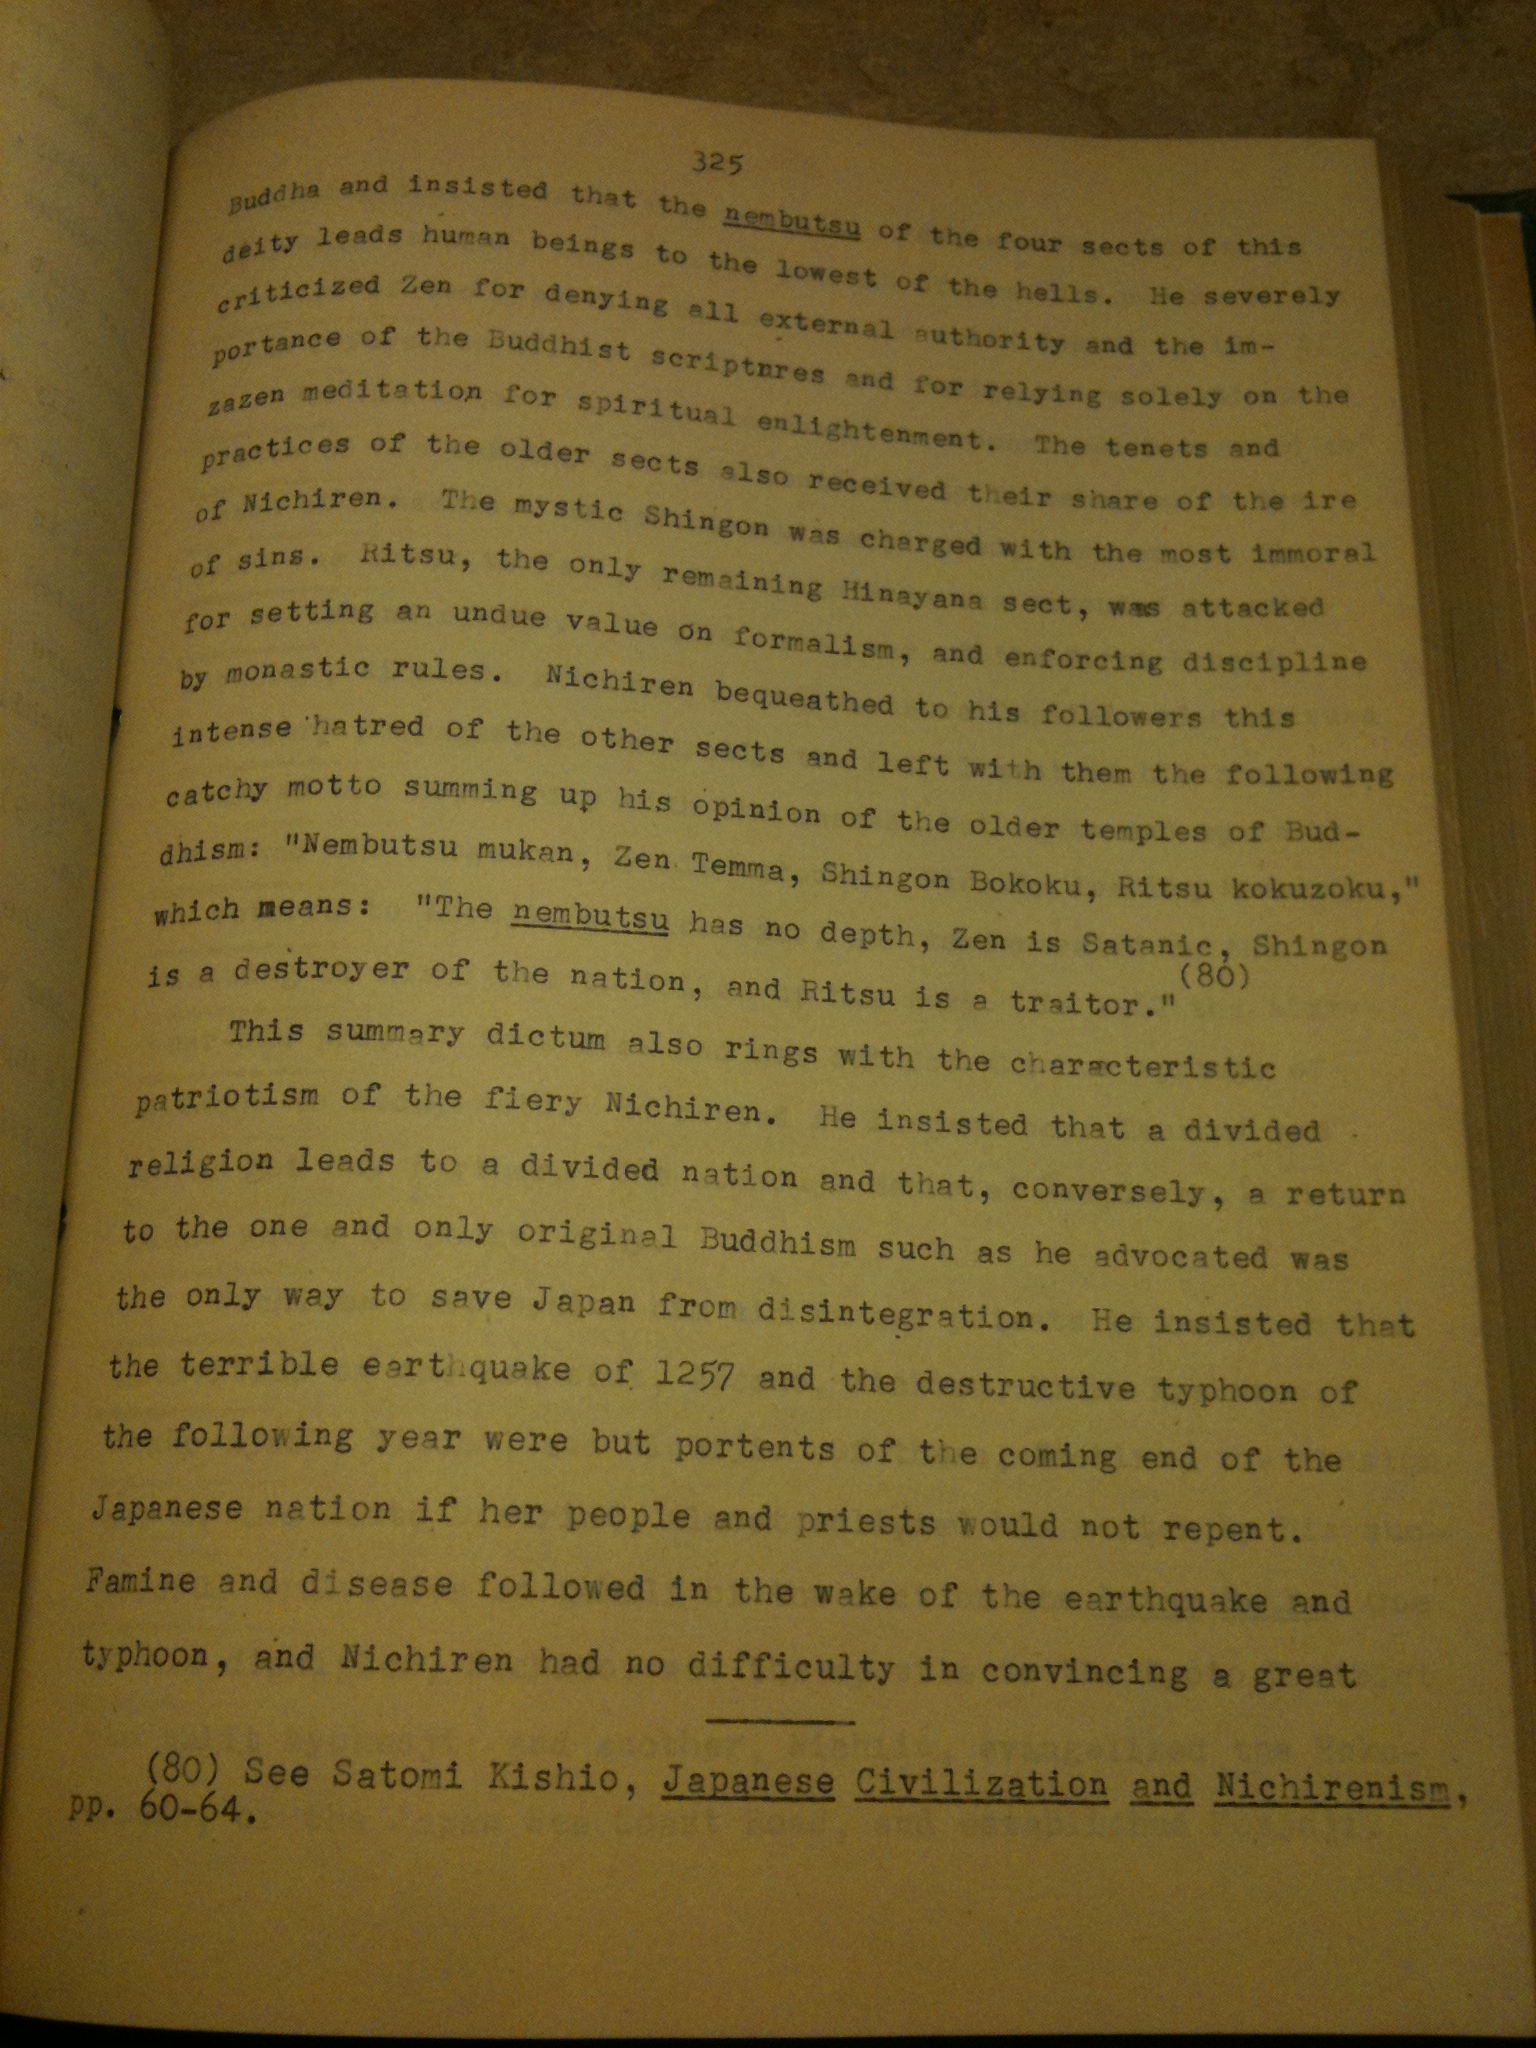 325
Buddha and insisted that the nembutsu of the four sects of this
deity leads human beings to the lowest of the hells. He severely
criticized Zen for denying all external authority and the im-
portance of the Buddhist scriptures and for relying solely on the
zazen meditation for spiritual enlightenment. The tenets and
practices of the older sects also received their share of the ire
of Nichiren. The mystic Shingon was charged with the most immoral
of sins. Ritsu, the only remaining Hinayana sect, was attacked
for setting an undue value on formalism, and enforcing discipline
by monastic rules. Nichiren bequeathed to his followers this
intense hatred of the other sects and left with them the following
catchy motto summing up his opinion of the older temples of Bud-
dhism: "Nembutsu mukan, Zen Temma, Shingon Bokoku, Ritsu kokuzoku,"
which means: "The nembutsu has no depth, Zen is Satanic, Shingon
is a destroyer of the nation, and Ritsu is a traitor."(80)
This summary dictum also rings with the characteristic
patriotism of the fiery Nichiren. He insisted that a divided
religion leads to a divided nation and that, conversely, a return
to the one and only original Buddhism such as he advocated was
the only way to save Japan from disintegration. He insisted that
the terrible earthquake of 1257 and the destructive typhoon of
the following year were but portents of the coming end of the
Japanese nation if her people and priests would not repent.
Famine and disease followed in the wake of the earthquake and
typhoon, and Nichiren had no difficulty in convincing a great
(80) See Satomi Kishio, Japanese Civilization and Nichirenism,
pp. 60-64.